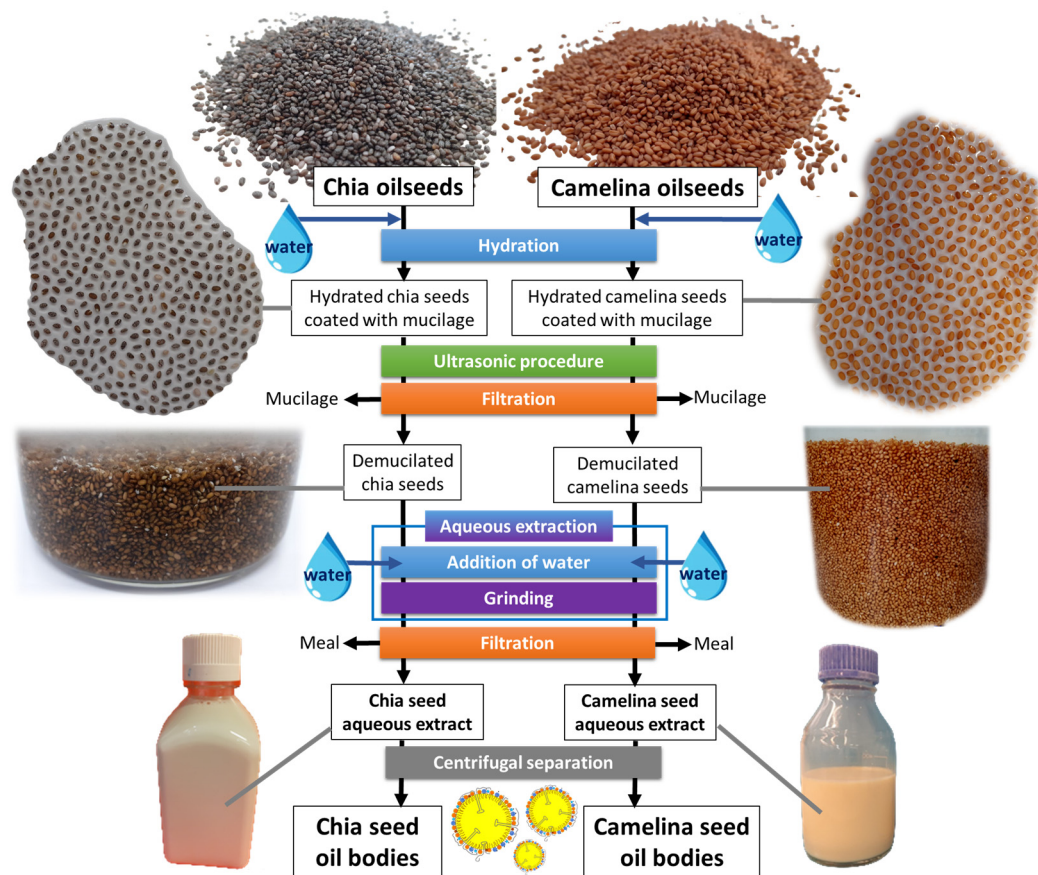 Chia oilseeds
Camelina oilseeds
water
water
Hydration
Hydrated chia seeds
coated with mucilage
Hydrated camelina seeds
coated with mucilage
Ultrasonic procedure
Mucilage
Filtration
Mucilage
Demucilated
chia seeds
Demucilated
camelina seeds
Aqueous extraction
water
Addition of water
water
Grinding
Meal
Filtration
Meal
Chia seed
aqueous extract
Camelina seed
aqueous extract
Centrifugal separation
Chia seed
oil bodies
Camelina seed
oil bodies